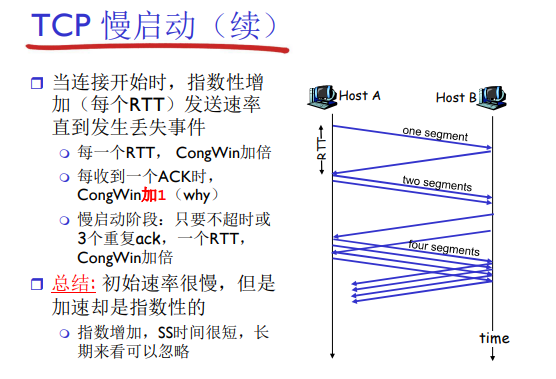 TCP 慢启动（续）
当连接开始时，指数性增
加（每个RTT）发送速率
直到发生丢失事件
每一个RTT， CongWin加倍
每收到一个ACK时，
CongWin加1（why）
慢启动阶段：只要不超时或
3个重复ack，一个RTT，
CongWin加倍
总结: 初始速率很慢，但是
加速却是指数性的
指数增加，SS时间很短，长
期来看可以忽略
Host A
Host B
RTT
one segment
two segments
four segments
time